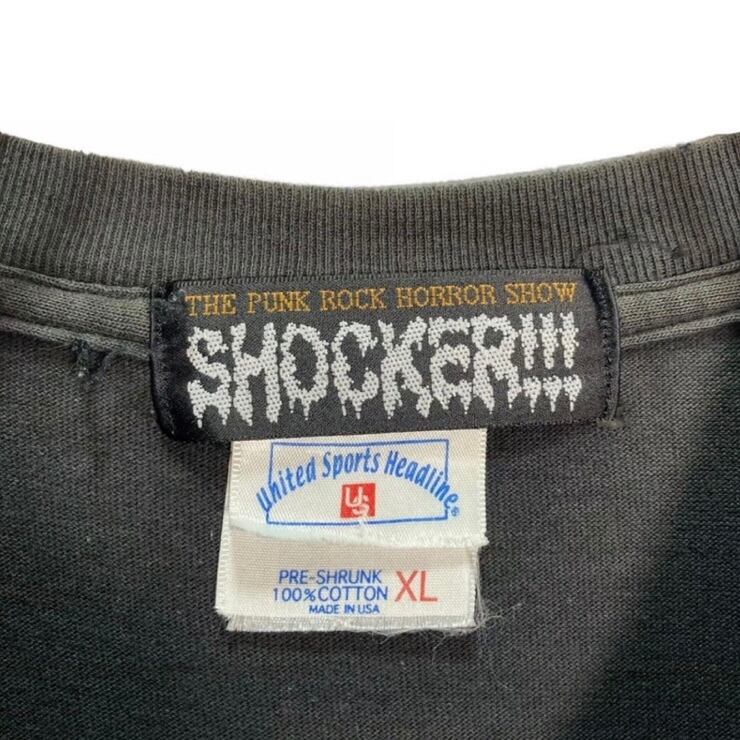 THE PUNK ROCK HORROR SHOW
SHOCKER!!!
United Sports Headline®
US
PRE-SHRUNK
100%COTTON XL
MADE IN USA